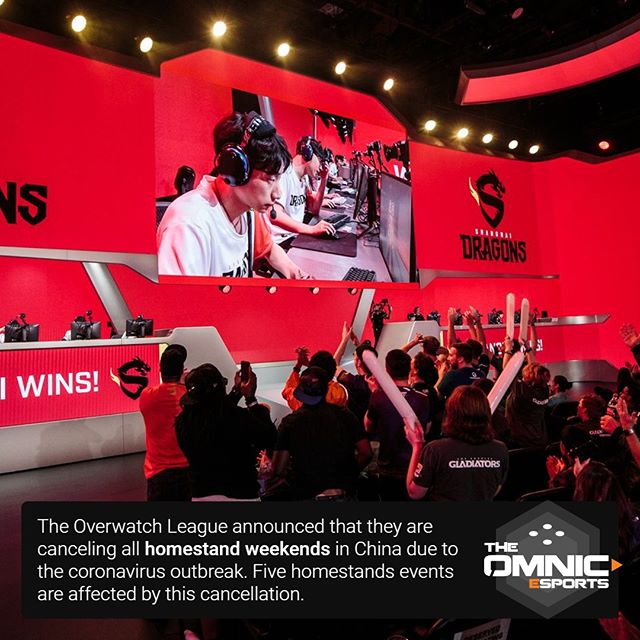 NS
SHANGHAI
DRAGONS
I WINS!
GLADIATORS
The Overwatch League announced that they are
canceling all homestand weekends in China due to
the coronavirus outbreak. Five homestands events
are affected by this cancellation.
THE
OMNIC
ESPORTS